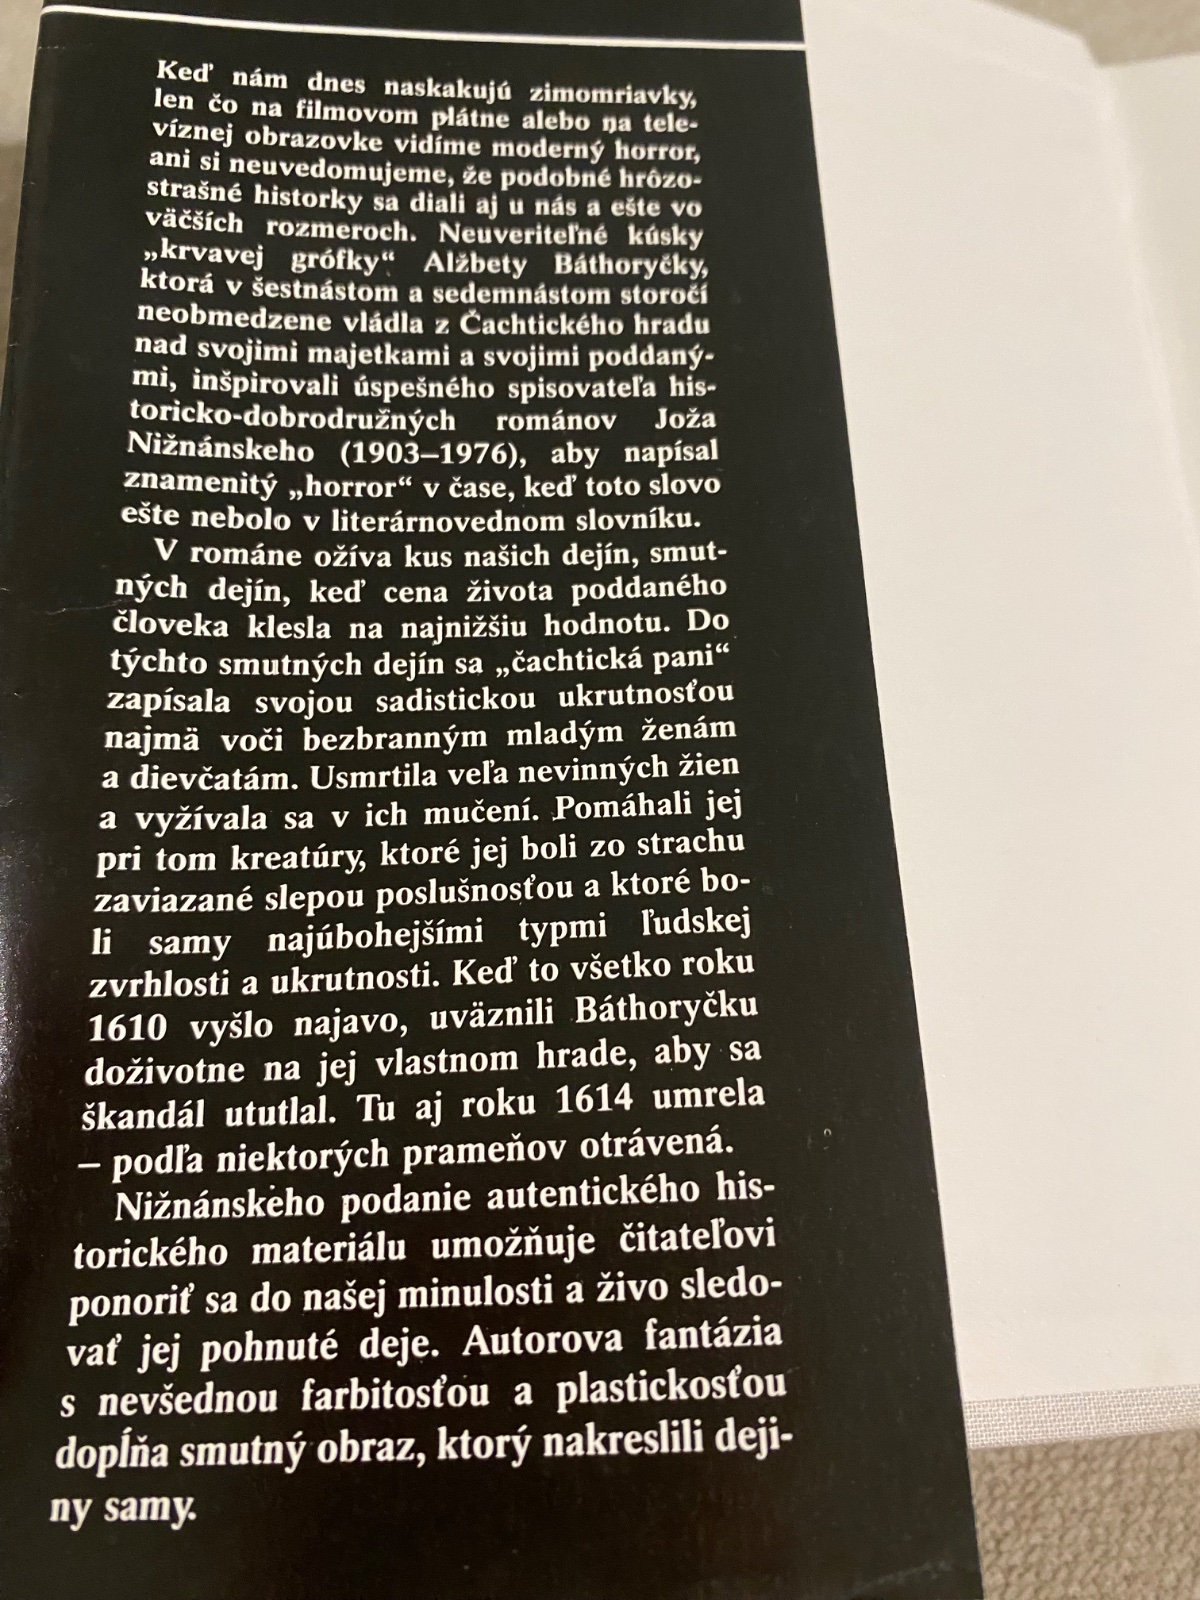 Keď nám dnes naskakujú zimomriavky,
len čo na filmovom plátne alebo na tele-
víznej obrazovke vidíme moderný horror,
ani si neuvedomujeme, že podobné hrôzo-
strašné historky sa diali aj u nás a ešte vo
väčších rozmeroch. Neuveriteľné kúsky
„krvavej grófky“ Alžbety Báthoryčky,
ktorá v šestnástom a sedemnástom storočí
neobmedzene vládla z Čachtického hradu
nad svojimi majetkami a svojimi poddaný-
mi, inšpirovali úspešného spisovateľa his-
toricko-dobrodružných románov Joža
Nižnánskeho (1903–1976), aby napísal
znamenitý „horror“ v čase, keď toto slovo
ešte nebolo v literárnovednom slovníku.
V románe ožíva kus našich dejín, smut-
ných dejín, keď cena života poddaného
človeka klesla na najnižšiu hodnotu. Do
týchto smutných dejín sa „čachtická pani“
zapísala svojou sadistickou ukrutnosťou
najmä voči bezbranným mladým ženám
a dievčatám. Usmrtila veľa nevinných žien
a vyžívala sa v ich mučení. Pomáhali jej
pri tom kreatúry, ktoré jej boli zo strachu
zaviazané slepou poslušnosťou a ktoré bo-
li samy najúbohejšími typmi ľudskej
zvrhlosti a ukrutnosti. Keď to všetko roku
1610 vyšlo najavo, uväznili Báthoryčku
doživotne na jej vlastnom hrade, aby sa
škandál ututlal. Tu aj roku 1614 umrela
– podľa niektorých prameňov otrávená.
Nižnánskeho podanie autentického his-
torického materiálu umožňuje čitateľovi
ponoriť sa do našej minulosti a živo sledo-
vať jej pohnuté deje. Autorova fantázia
s nevšednou farbitosťou a plastickosťou
dopĺňa smutný obraz, ktorý nakreslili deji-
ny samy.